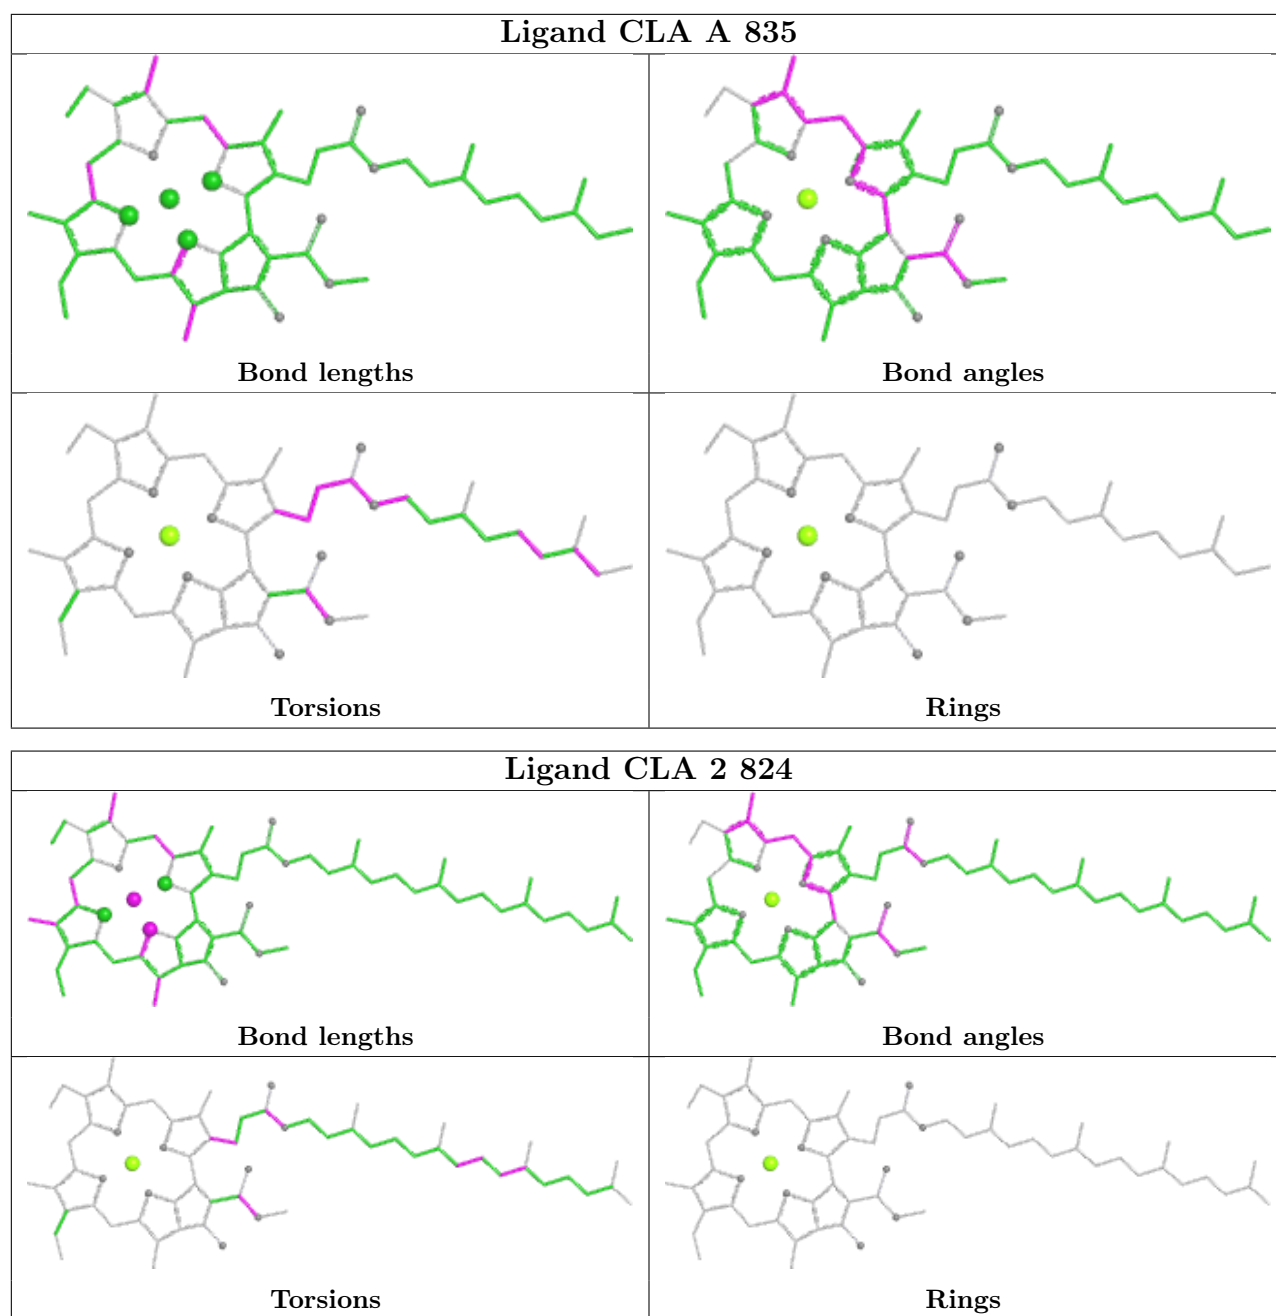 Ligand CLA A 835
Bond lengths
Bond angles
Torsions
Rings
Ligand CLA 2 824
Bond lengths
Bond angles
Torsions
Rings